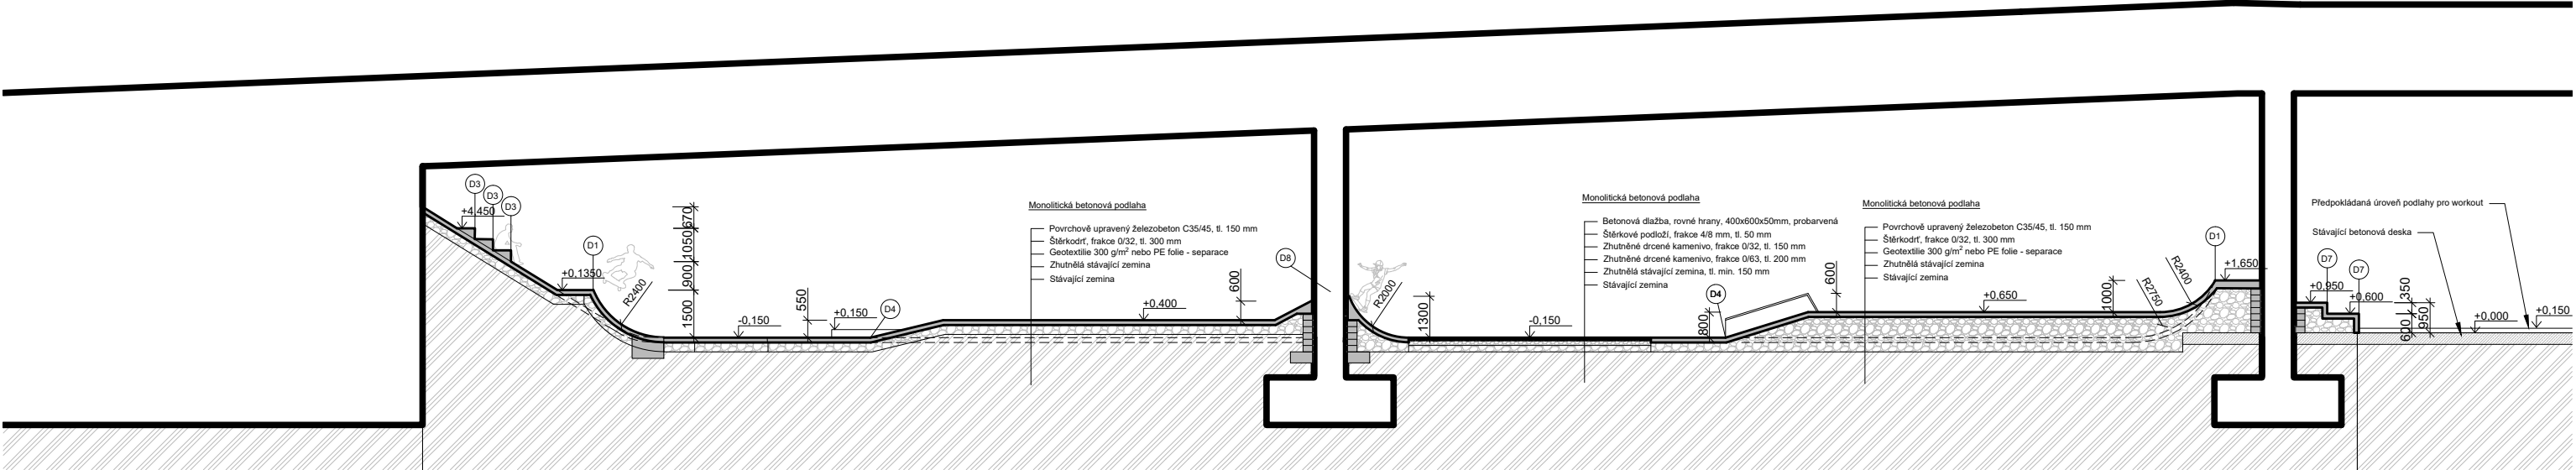 D3
D3
D3
+4,450
D1
+0,1350
R2400
670
1050
900
1500
-0,150
550
+0,150
D4
Monolitická betonová podlaha
Povrchově upravený železobeton C35/45, tl. 150 mm
Štěrkodrť, frakce 0/32, tl. 300 mm
Geotextilie 300 g/m² nebo PE folie - separace
Zhutnělá stávající zemina
Stávající zemina
+0,400
600
D8
R2000
1300
-0,150
Monolitická betonová podlaha
Betonová dlažba, rovné hrany, 400x600x50mm, probarvená
Štěrkové podloží, frakce 4/8 mm, tl. 50 mm
Zhutněné drcené kamenivo, frakce 0/32, tl. 150 mm
Zhutněné drcené kamenivo, frakce 0/63, tl. 200 mm
Zhutnělá stávající zemina, tl. min. 150 mm
Stávající zemina
D4
800
600
Monolitická betonová podlaha
Povrchově upravený železobeton C35/45, tl. 150 mm
Štěrkodrť, frakce 0/32, tl. 300 mm
Geotextilie 300 g/m² nebo PE folie - separace
Zhutnělá stávající zemina
Stávající zemina
+0,650
1000
R2750
R2400
D1
+1,650
Předpokládaná úroveň podlahy pro workout
Stávající betonová deska
D7
D7
+0,950
+0,600
350
600
950
+0,000
+0,150